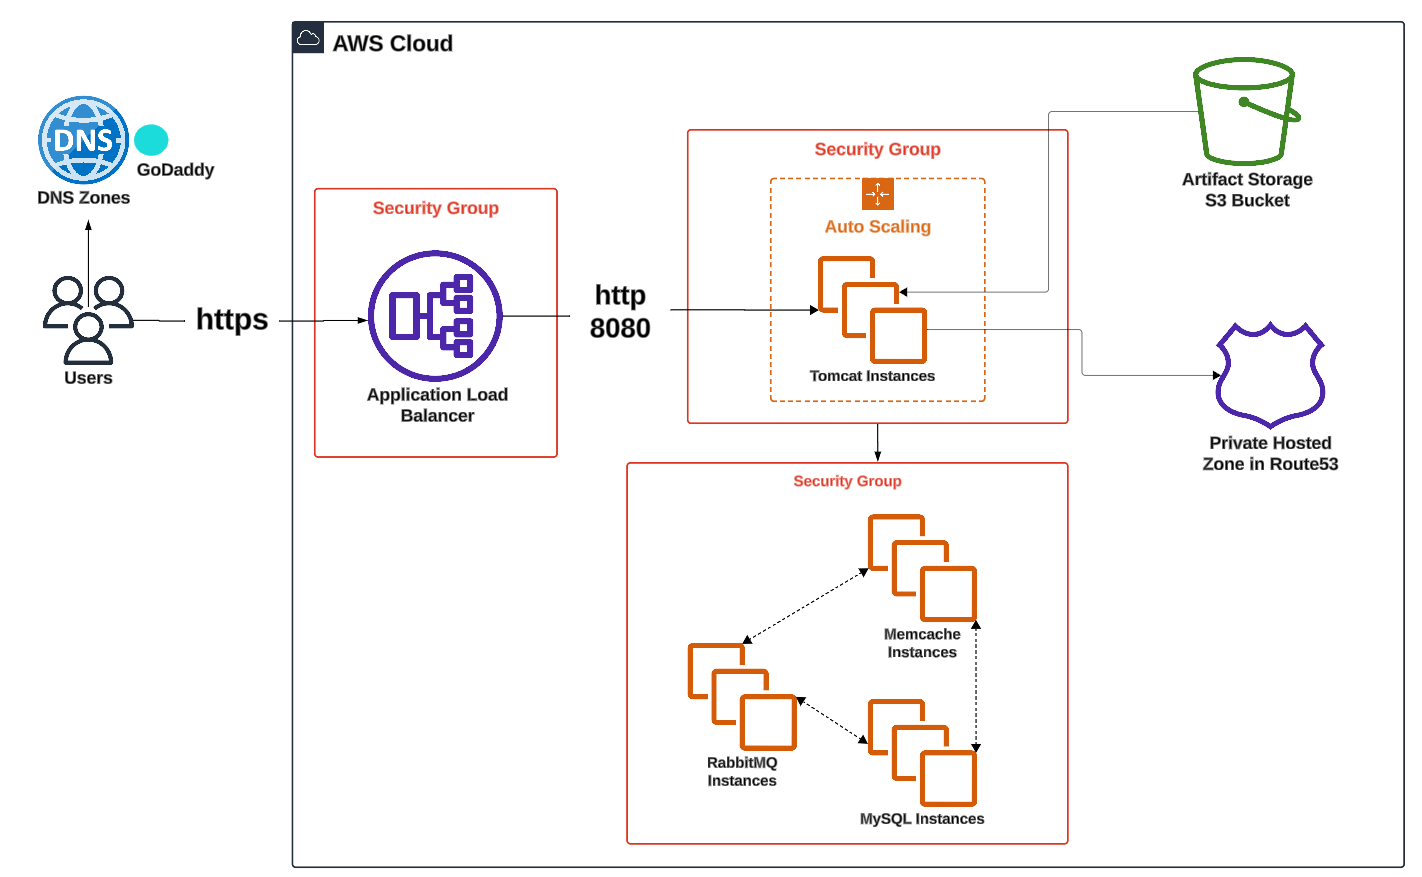 AWS Cloud
DNS
GoDaddy
DNS Zones
Users
https
Security Group
Application Load
Balancer
http
8080
Security Group
Auto Scaling
Tomcat Instances
Artifact Storage
S3 Bucket
Private Hosted
Zone in Route53
Security Group
Memcache
Instances
RabbitMQ
Instances
MySQL Instances